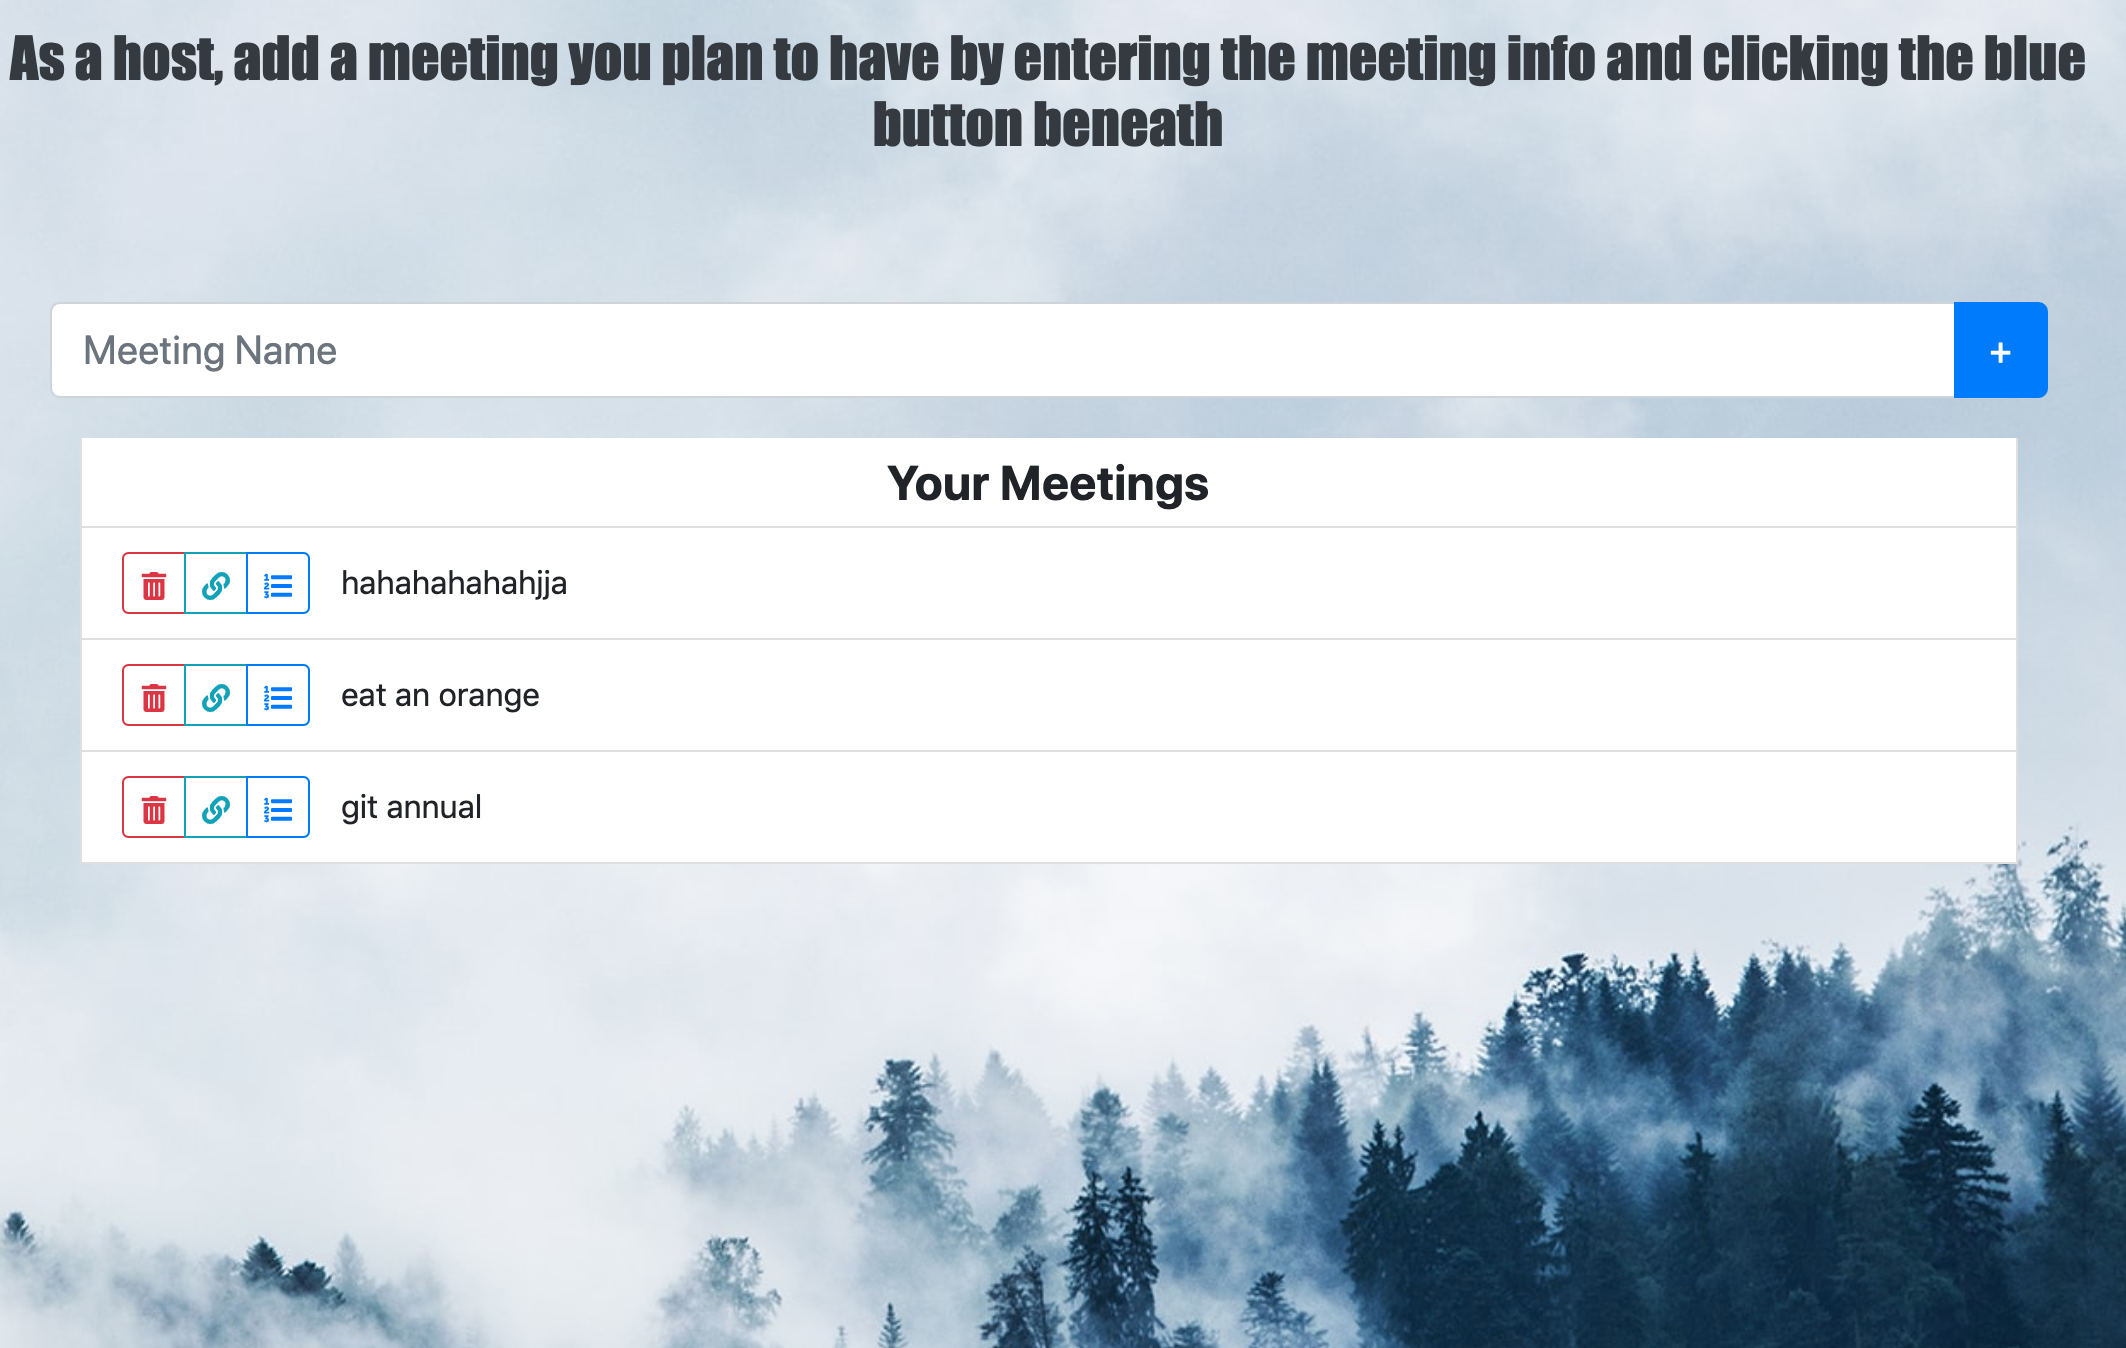 As a host, add a meeting you plan to have by entering the meeting info and clicking the blue
button beneath
Meeting Name
+
Your Meetings
hahahahahahjja
eat an orange
git annual